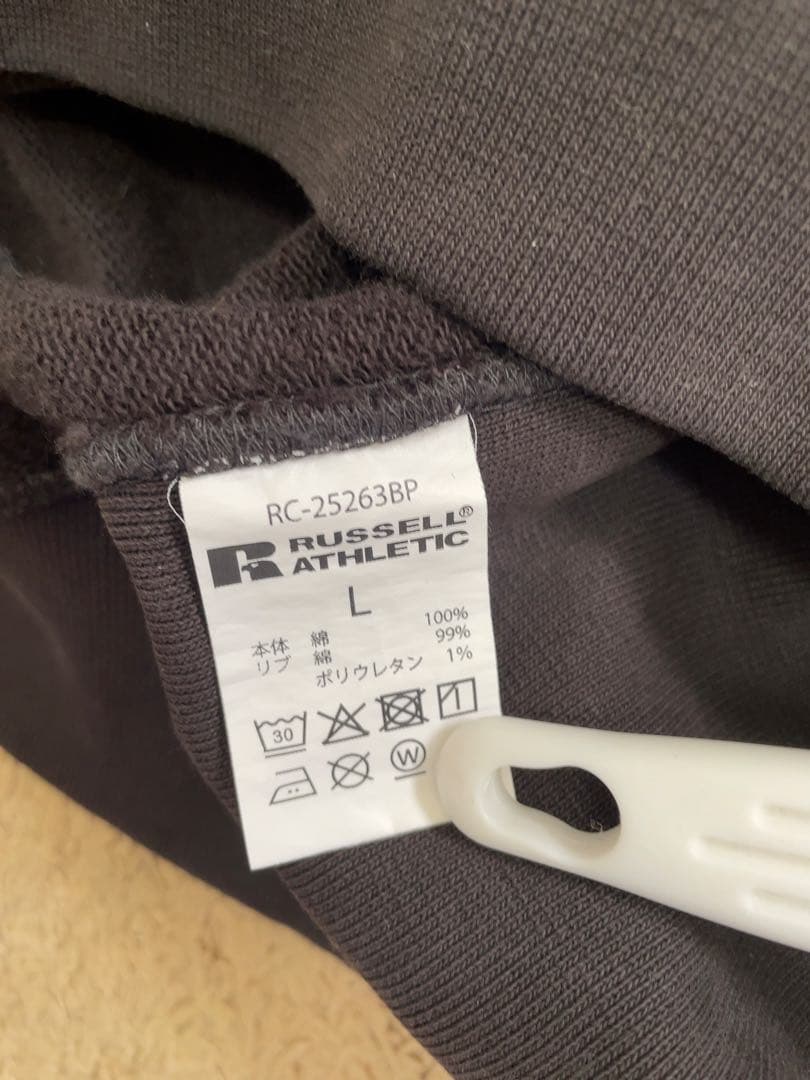 RC-25263BP
RUSSELL®
ATHLETIC
L
本体 綿 100%
リブ 綿 99%
ポリウレタン 1%
30
W